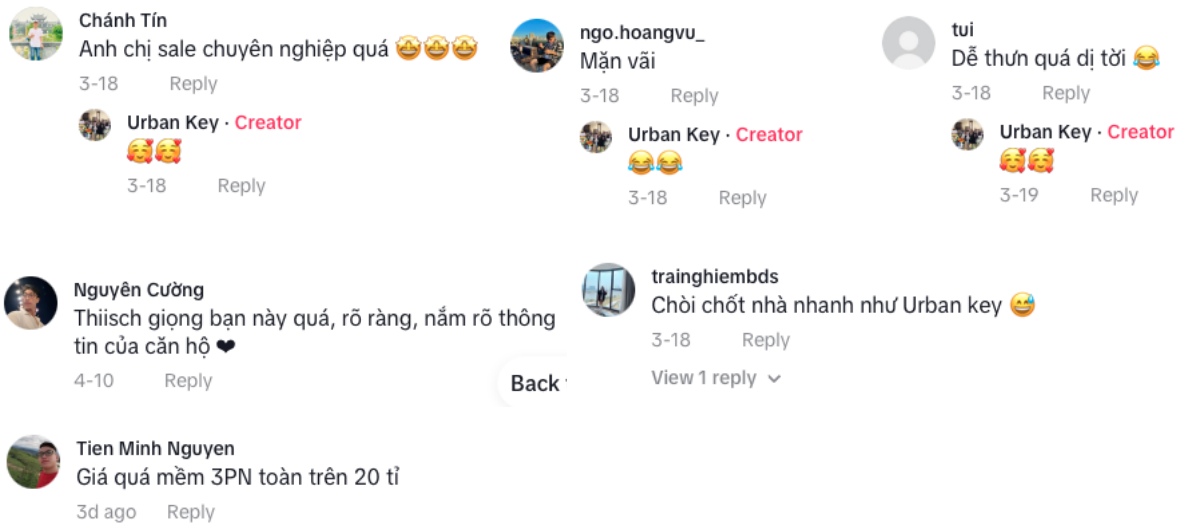 Chánh Tín
Anh chị sale chuyên nghiệp quá 🤩🤩🤩
3-18 Reply
Urban Key · Creator
🥰🥰
3-18 Reply
ngo.hoangvu_
Mặn vãi
3-18 Reply
Urban Key · Creator
😂😂
3-18 Reply
tui
Dễ thưn quá dị tời 😂
3-18 Reply
Urban Key · Creator
🥰🥰
3-19 Reply
Nguyên Cường
Thiisch giọng bạn này quá, rõ ràng, nắm rõ thông
tin của căn hộ ❤
4-10 Reply
Back
trainghiembds
Chòi chốt nhà nhanh như Urban key 😅
3-18 Reply
View 1 reply
Tien Minh Nguyen
Giá quá mềm 3PN toàn trên 20 tỉ
3d ago Reply